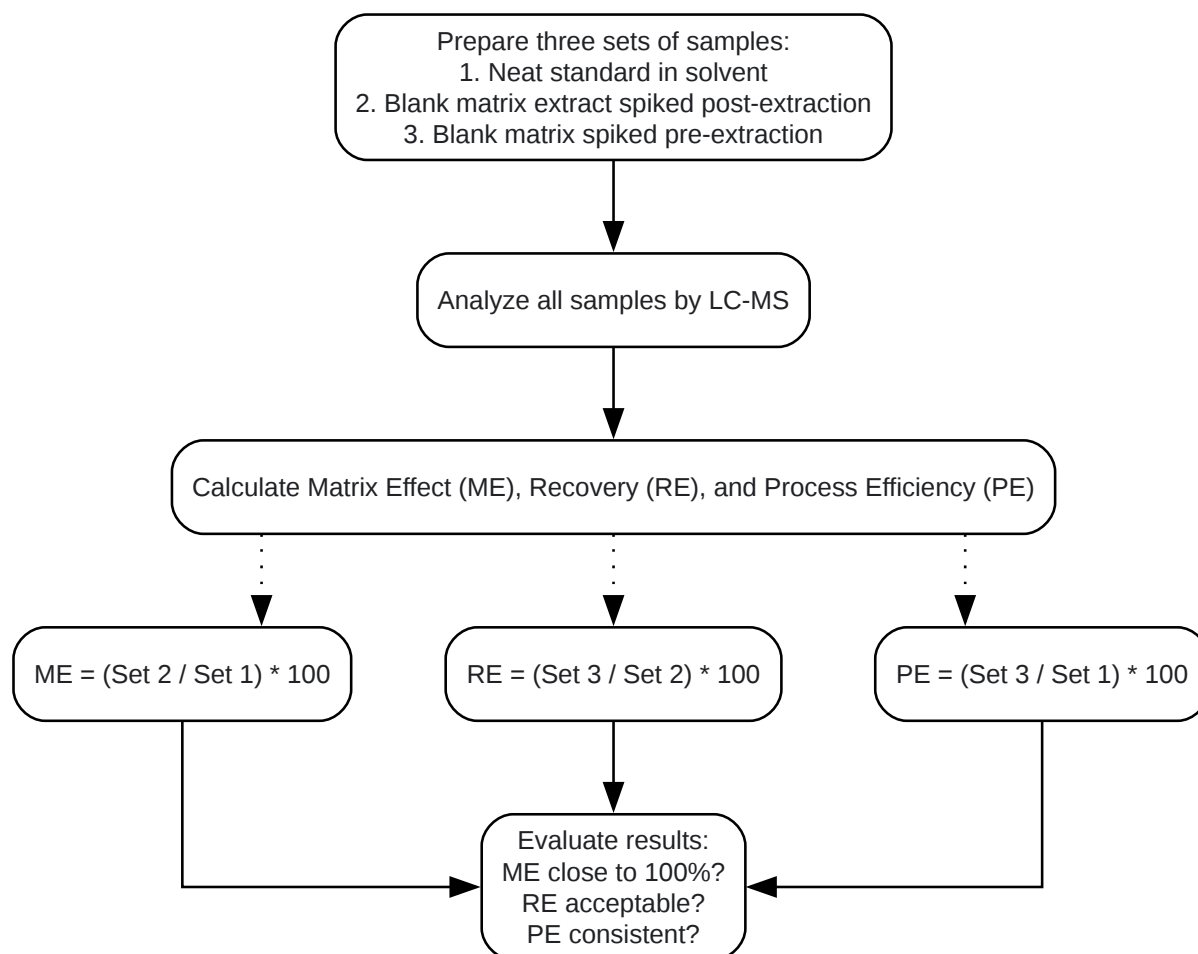 Prepare three sets of samples:
1. Neat standard in solvent
2. Blank matrix extract spiked post-extraction
3. Blank matrix spiked pre-extraction
Analyze all samples by LC-MS
Calculate Matrix Effect (ME), Recovery (RE), and Process Efficiency (PE)
ME = (Set 2 / Set 1) * 100
RE = (Set 3 / Set 2) * 100
PE = (Set 3 / Set 1) * 100
Evaluate results:
ME close to 100%?
RE acceptable?
PE consistent?